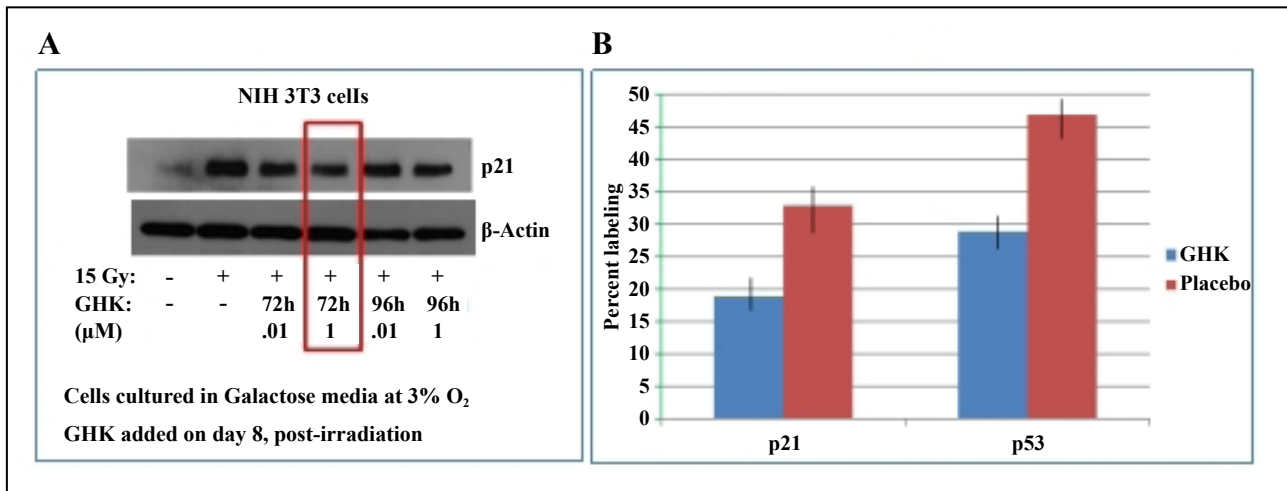 A
NIH 3T3 cells
p21
β-Actin
15 Gy: - + + + + +
GHK: - - 72h 72h 96h 96h
(μM) .01 1 .01 1
Cells cultured in Galactose media at 3% O₂
GHK added on day 8, post-irradiation
B
Percent labeling
50
45
40
35
30
25
20
15
10
5
0
p21 p53
GHK
Placebo